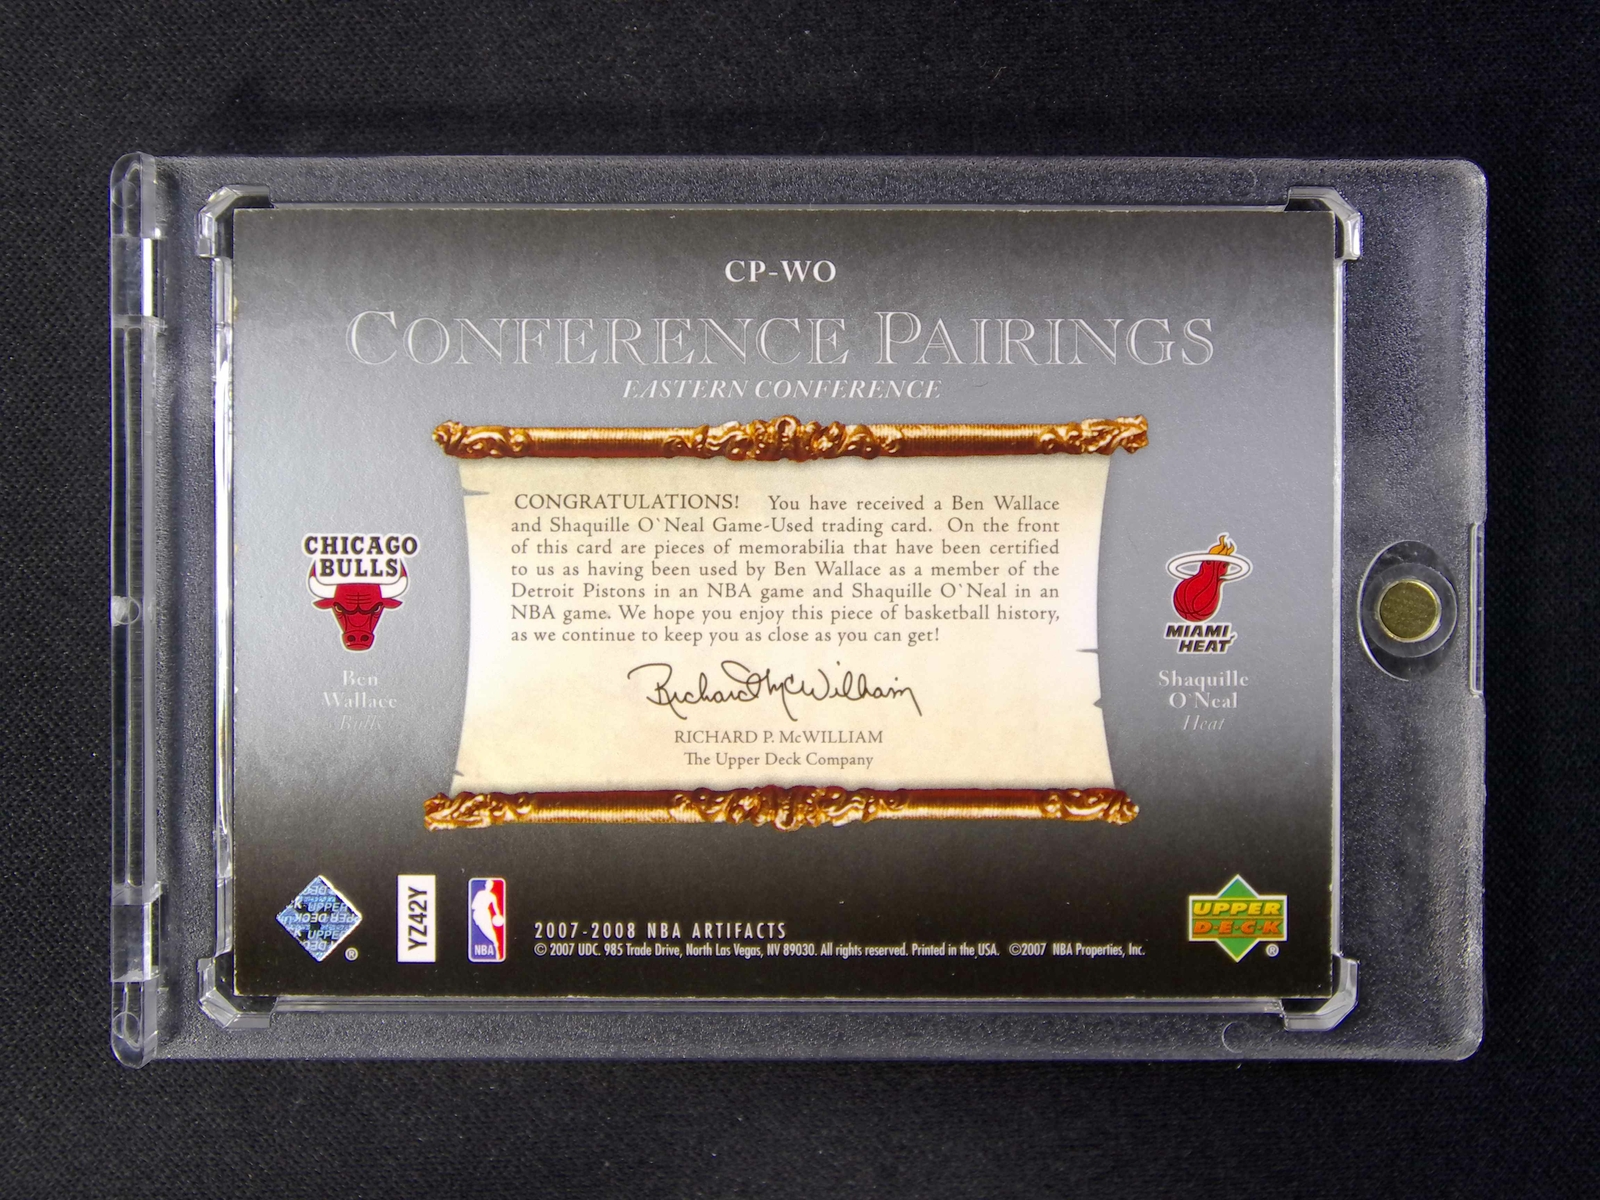 CP-WO
CONFERENCE PAIRINGS
EASTERN CONFERENCE
CONGRATULATIONS! You have received a Ben Wallace
and Shaquille O`Neal Game-Used trading card. On the front
of this card are pieces of memorabilia that have been certified
to us as having been used by Ben Wallace as a member of the
Detroit Pistons in an NBA game and Shaquille O`Neal in an
NBA game. We hope you enjoy this piece of basketball history,
as we continue to keep you as close as you can get!
Richard McWilliam
RICHARD P. McWILLIAM
The Upper Deck Company
CHICAGO
BULLS
Ben
Wallace
Bulls
MIAMI
HEAT
Shaquille
O`Neal
Heat
UPPER
DECK
®
YZ42Y
NBA
2007-2008 NBA ARTIFACTS
© 2007 UDC. 985 Trade Drive, North Las Vegas, NV 89030. All rights reserved. Printed in the USA. ©2007 NBA Properties, Inc.
UPPER
D·E·C·K
®